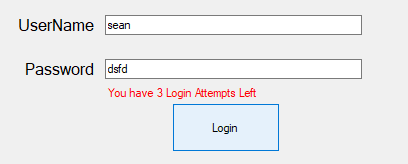 UserName sean
Password dsfd
You have 3 Login Attempts Left
Login